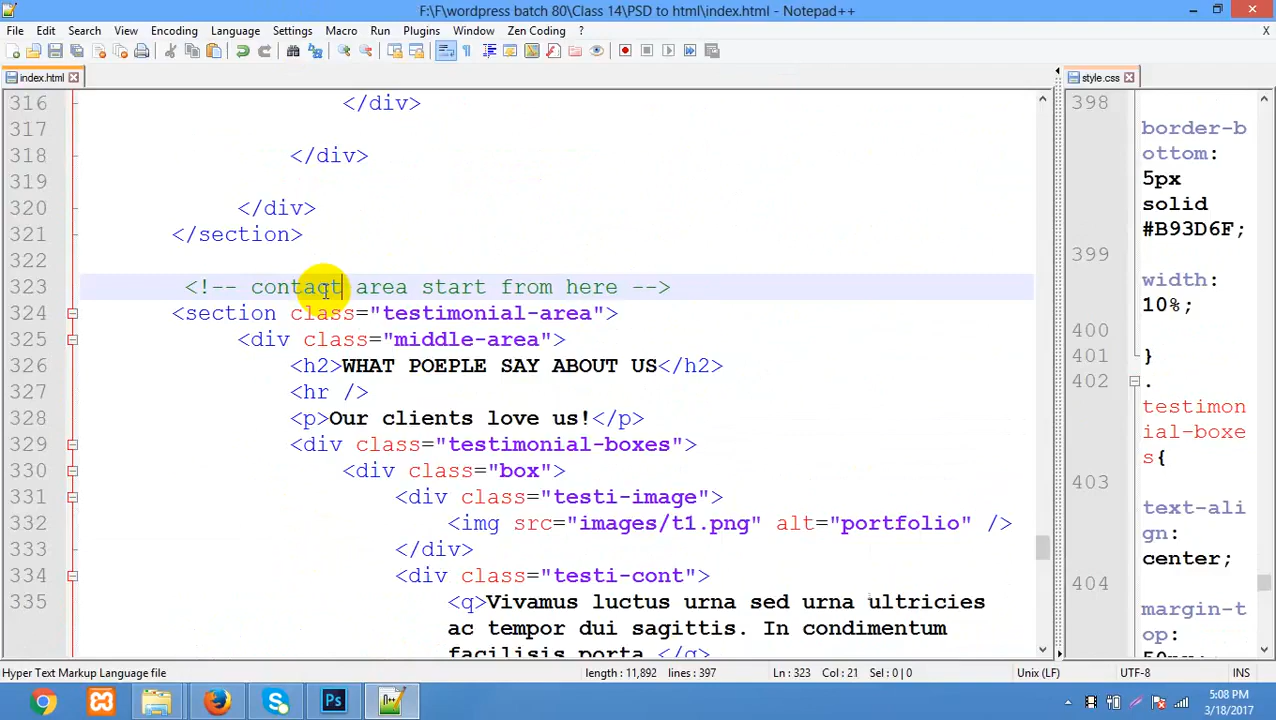 F:\F\wordpress batch 80\Class 14\PSD to html\index.html - Notepad++
File Edit Search View Encoding Language Settings Macro Run Plugins Window Zen Coding ? X
index.html
316 </div>
317
318 </div>
319
320 </div>
321 </section>
322
323 <!-- contaqt area start from here -->
324 <section class="testimonial-area">
325 <div class="middle-area">
326 <h2>WHAT POEPLE SAY ABOUT US</h2>
327 <hr />
328 <p>Our clients love us!</p>
329 <div class="testimonial-boxes">
330 <div class="box">
331 <div class="testi-image">
332 <img src="images/t1.png" alt="portfolio" />
333 </div>
334 <div class="testi-cont">
335 <q>Vivamus luctus urna sed urna ultricies
ac tempor dui sagittis. In condimentum
facilisis porta.</q>
style.css
398
border-b
ottom:
5px
solid
#B93D6F;
399
width:
10%;
400
401 }
402 .
testimon
ial-boxe
s{
403
text-ali
gn:
center;
404
margin-t
op:
50px
Hyper Text Markup Language file length : 11,892 lines : 397 Ln : 323 Col : 21 Sel : 0 | 0 Unix (LF) UTF-8 INS
Ps
5:08 PM
3/18/2017